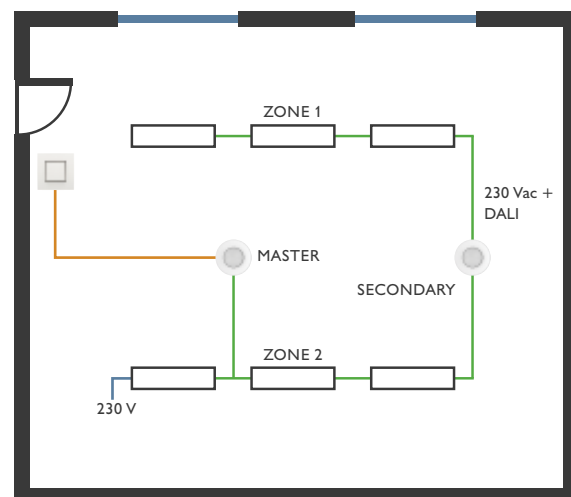 ZONE 1
230 Vac +
DALI
MASTER
SECONDARY
ZONE 2
230 V